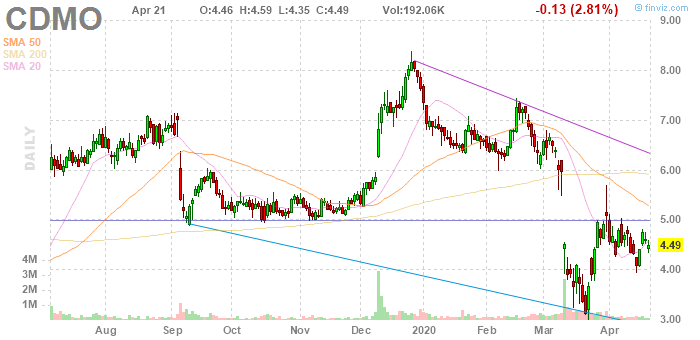 CDMO
Apr 21
O:4.46 H:4.59 L:4.35 C:4.49
Vol:192.06K
-0.13 (2.81%)
© finviz.com
SMA 50
SMA 200
SMA 20
DAILY
9.00
8.00
7.00
6.00
5.00
4.49
4.00
3.00
4M
3M
2M
1M
Aug Sep Oct Nov Dec 2020 Feb Mar Apr